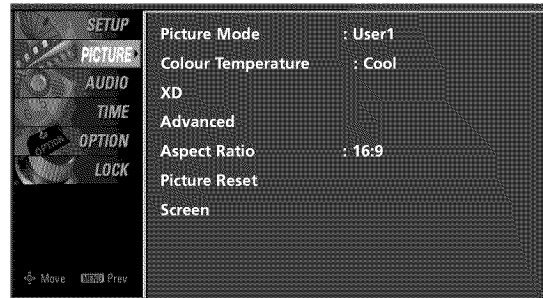 SETUP
PICTURE
AUDIO
TIME
OPTION
LOCK
Move MENU Prev
Picture Mode : User1
Colour Temperature : Cool
XD
Advanced
Aspect Ratio : 16:9
Picture Reset
Screen